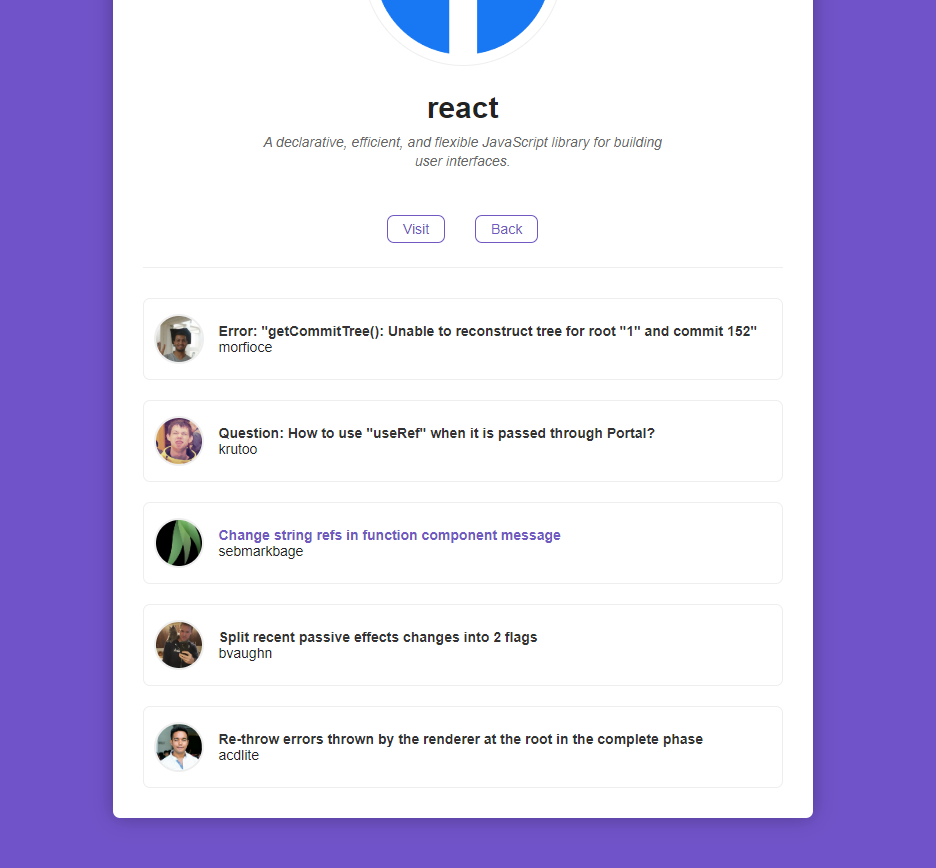 react
A declarative, efficient, and flexible JavaScript library for building
user interfaces.
Visit
Back
Error: "getCommitTree(): Unable to reconstruct tree for root "1" and commit 152"
morfioce
Question: How to use "useRef" when it is passed through Portal?
krutoo
Change string refs in function component message
sebmarkbage
Split recent passive effects changes into 2 flags
bvaughn
Re-throw errors thrown by the renderer at the root in the complete phase
acdlite